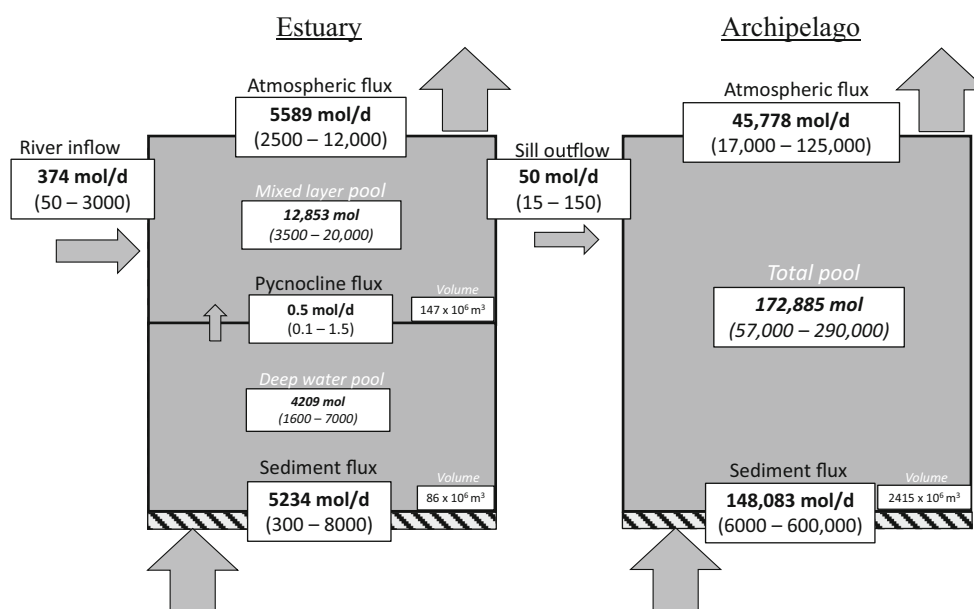 Estuary
Atmospheric flux
5589 mol/d
(2500 – 12,000)
River inflow
374 mol/d
(50 – 3000)
Mixed layer pool
12,853 mol
(3500 – 20,000)
Sill outflow
50 mol/d
(15 – 150)
Pycnocline flux
0.5 mol/d
(0.1 – 1.5)
Volume
147 x 10⁶ m³
Deep water pool
4209 mol
(1600 – 7000)
Sediment flux
5234 mol/d
(300 – 8000)
Volume
86 x 10⁶ m³
Archipelago
Atmospheric flux
45,778 mol/d
(17,000 – 125,000)
Total pool
172,885 mol
(57,000 – 290,000)
Sediment flux
148,083 mol/d
(6000 – 600,000)
Volume
2415 x 10⁶ m³